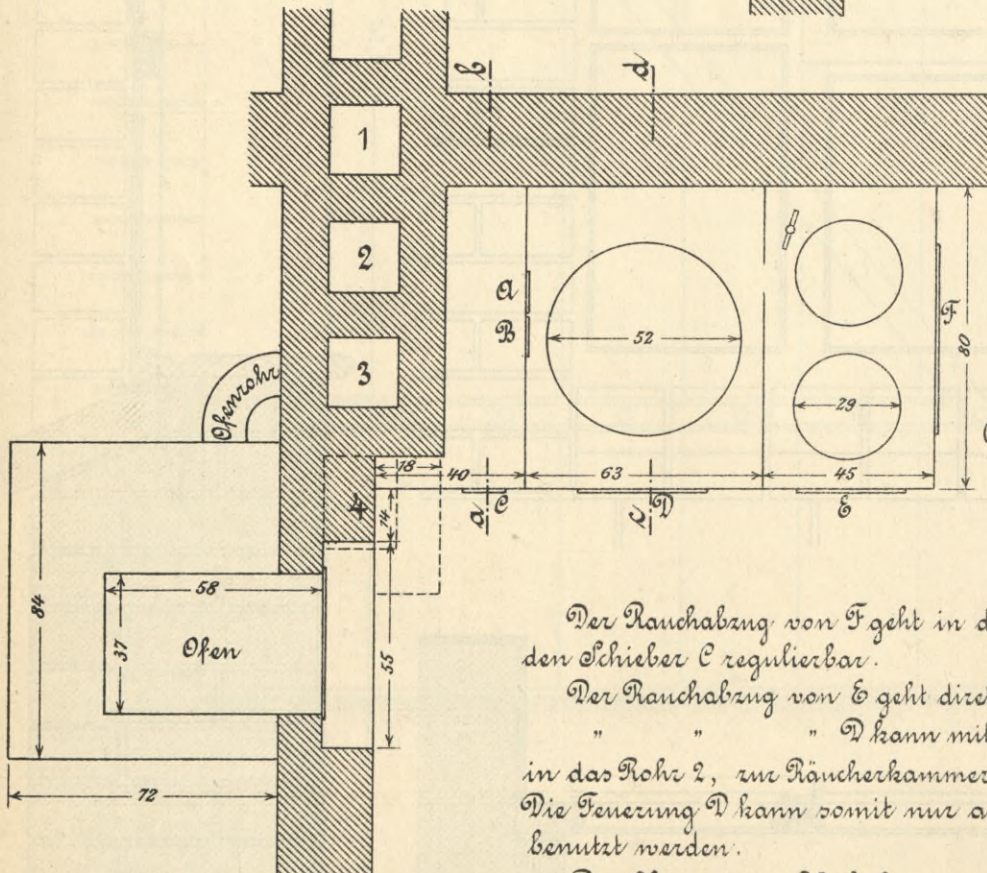 b
d
1
2
3
4
A
B
52
29
F
80
18
40
63
45
14
a
C
c
D
E
Ofenrohr
84
58
37
Ofen
55
72
Der Rauchabzug von F geht in d
den Schieber C regulierbar.
Der Rauchabzug von E geht dire
" " " D kann mit
in das Rohr 2, zur Räucherkammer
Die Feuerung D kann somit nur a
benutzt werden.